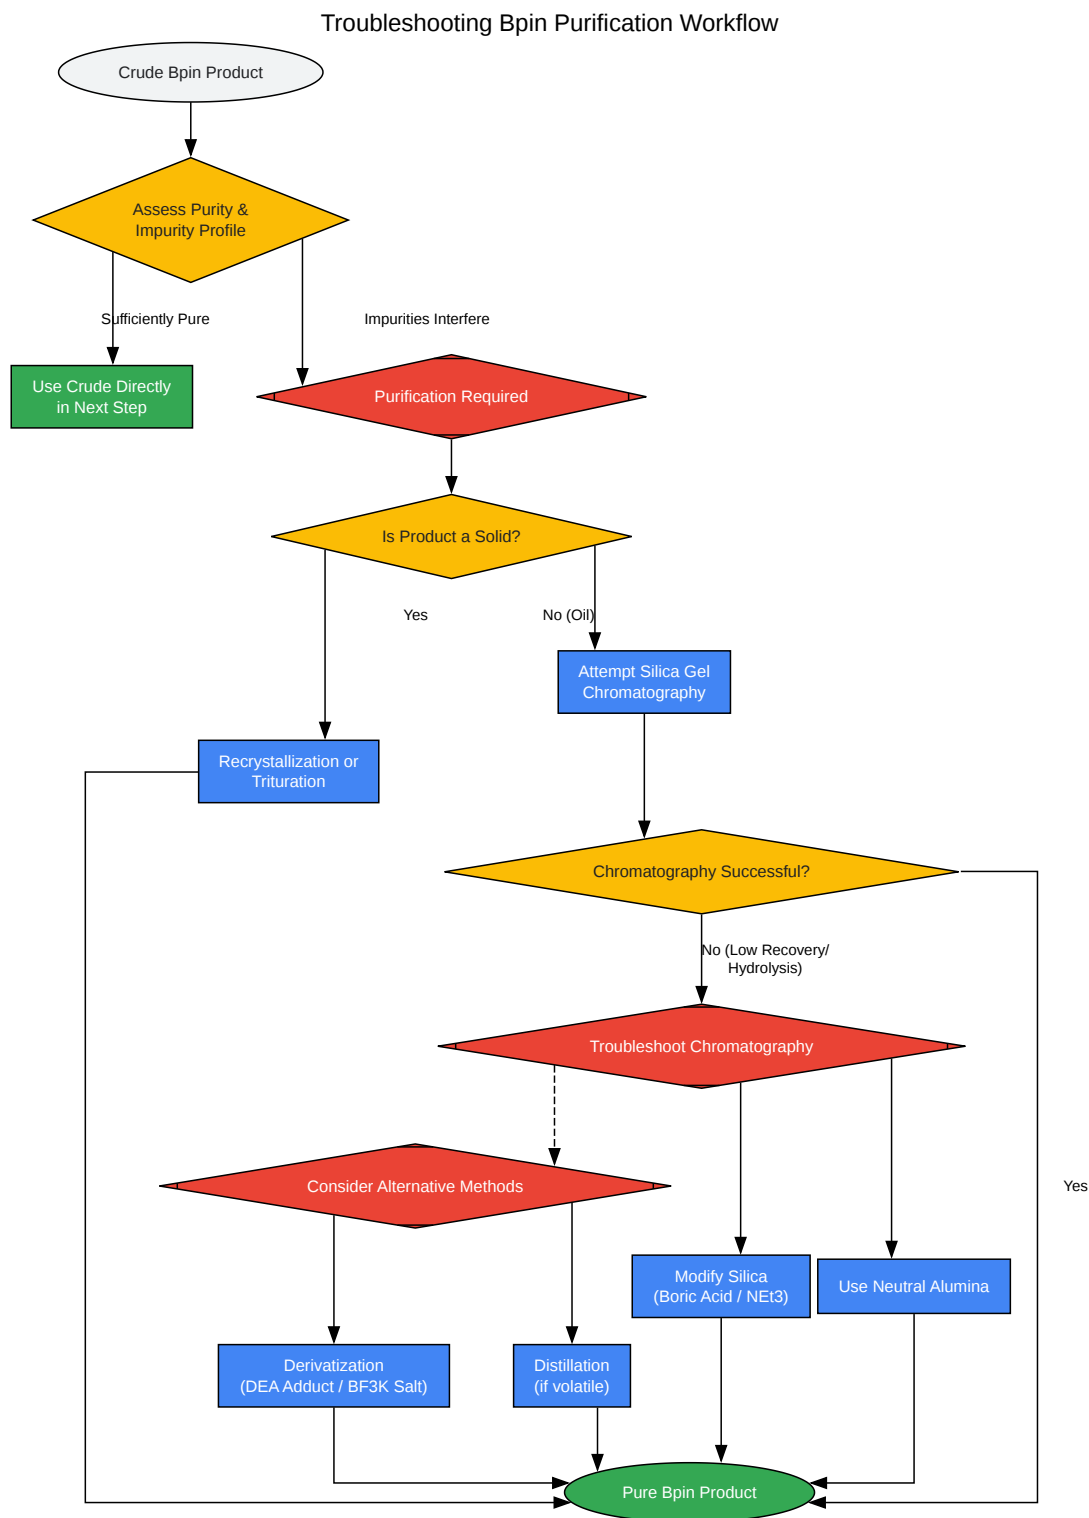 Troubleshooting Bpin Purification Workflow
Crude Bpin Product
Assess Purity &
Impurity Profile
Sufficiently Pure
Impurities Interfere
Use Crude Directly
in Next Step
Purification Required
Is Product a Solid?
Yes
No (Oil)
Attempt Silica Gel
Chromatography
Recrystallization or
Trituration
Chromatography Successful?
No (Low Recovery/
Hydrolysis)
Troubleshoot Chromatography
Consider Alternative Methods
Yes
Modify Silica
(Boric Acid / NEt3)
Use Neutral Alumina
Derivatization
(DEA Adduct / BF3K Salt)
Distillation
(if volatile)
Pure Bpin Product